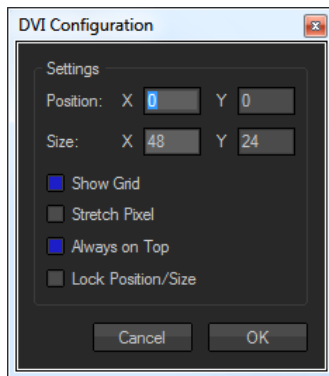 DVI Configuration
Settings
Position: X 0 Y 0
Size: X 48 Y 24
Show Grid
Stretch Pixel
Always on Top
Lock Position/Size
Cancel OK